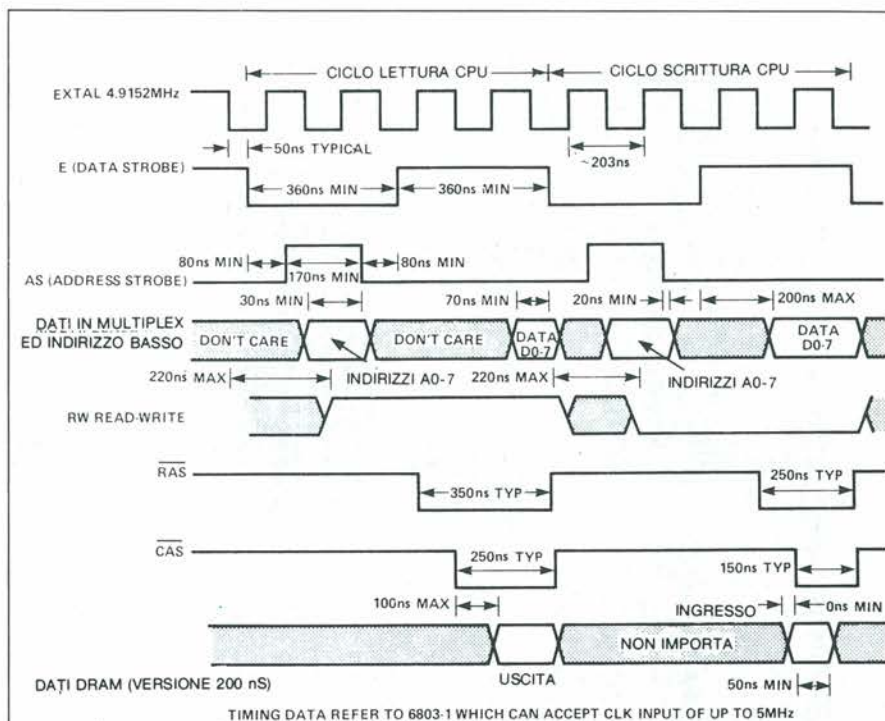 CICLO LETTURA CPU
CICLO SCRITTURA CPU
EXTAL 4.9152MHz
50ns TYPICAL
~203ns
E (DATA STROBE)
360ns MIN
360ns MIN
80ns MIN
170ns MIN
80ns MIN
AS (ADDRESS STROBE)
30ns MIN
70ns MIN
20ns MIN
200ns MAX
DATI IN MULTIPLEX
ED INDIRIZZO BASSO
DON'T CARE
DON'T CARE
DATA
D0-7
DATA
D0-7
220ns MAX
INDIRIZZI A0-7
220ns MAX
INDIRIZZI A0-7
RW READ-WRITE
RAS
350ns TYP
250ns TYP
CAS
250ns TYP
150ns TYP
100ns MAX
INGRESSO
0ns MIN
NON IMPORTA
DATI DRAM (VERSIONE 200 nS)
USCITA
50ns MIN
TIMING DATA REFER TO 6803-1 WHICH CAN ACCEPT CLK INPUT OF UP TO 5MHz